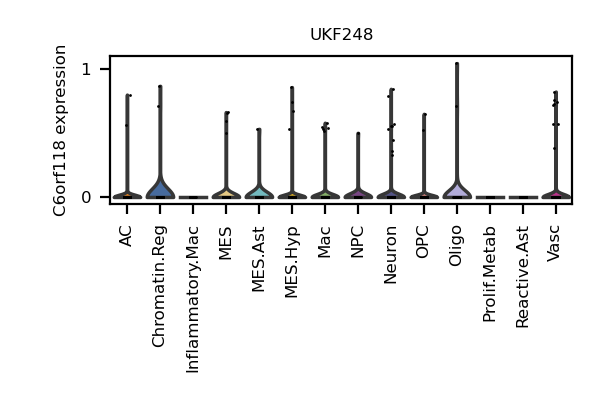 UKF248
C6orf118 expression
1
0
AC
Chromatin.Reg
Inflammatory.Mac
MES
MES.Ast
MES.Hyp
Mac
NPC
Neuron
OPC
Oligo
Prolif.Metab
Reactive.Ast
Vasc